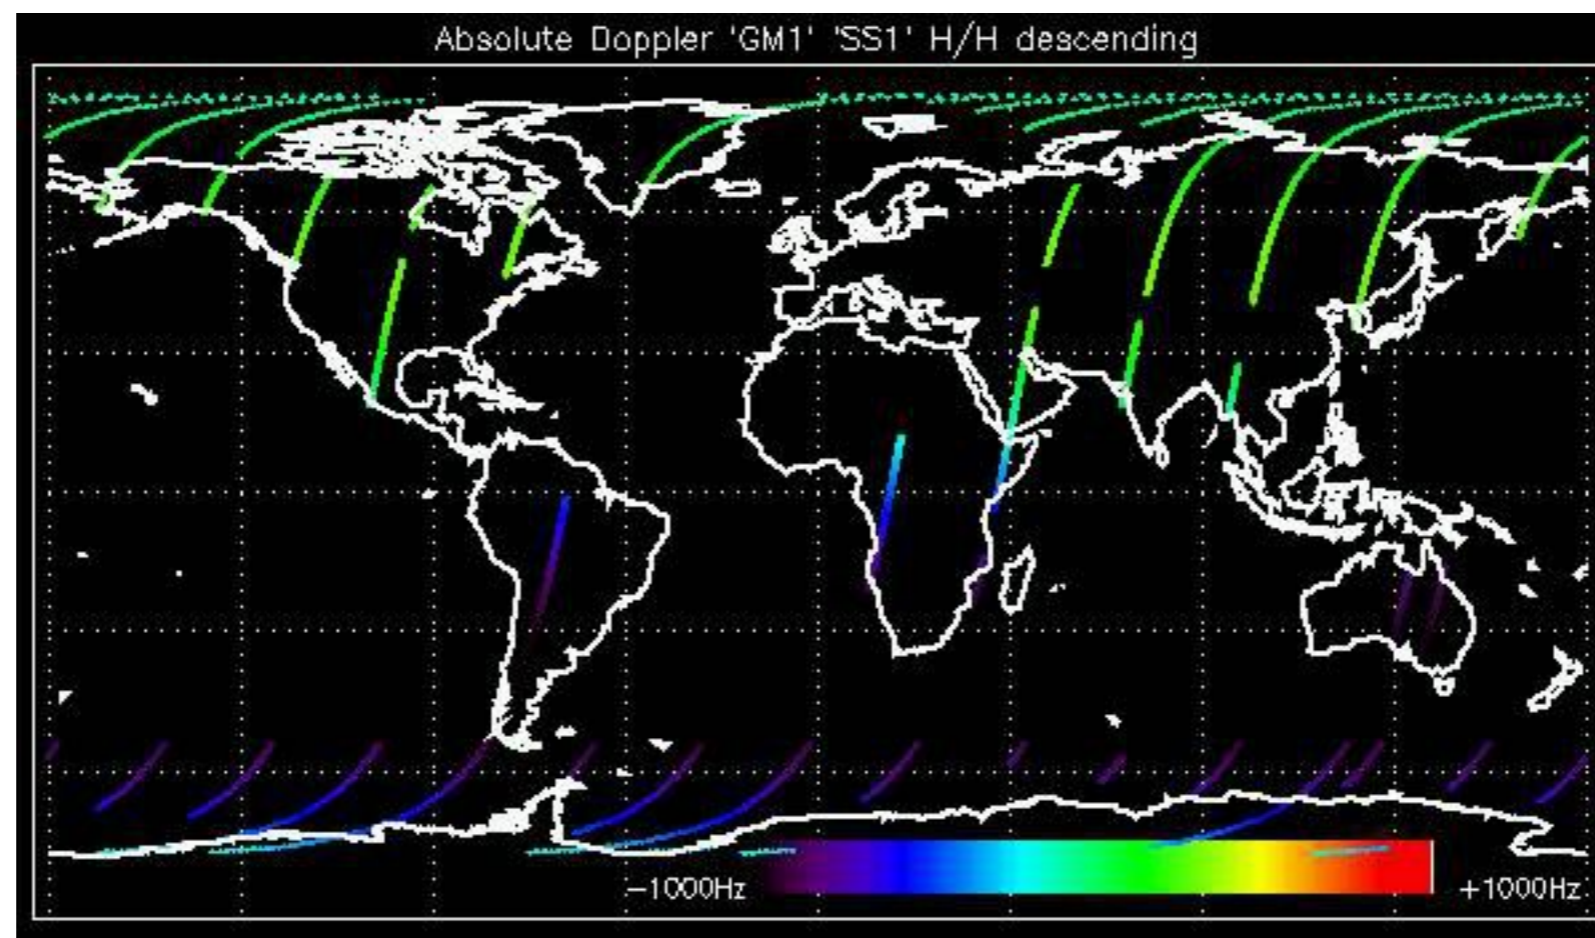 Absolute Doppler 'GM1' 'SS1' H/H descending
−1000Hz
+1000Hz